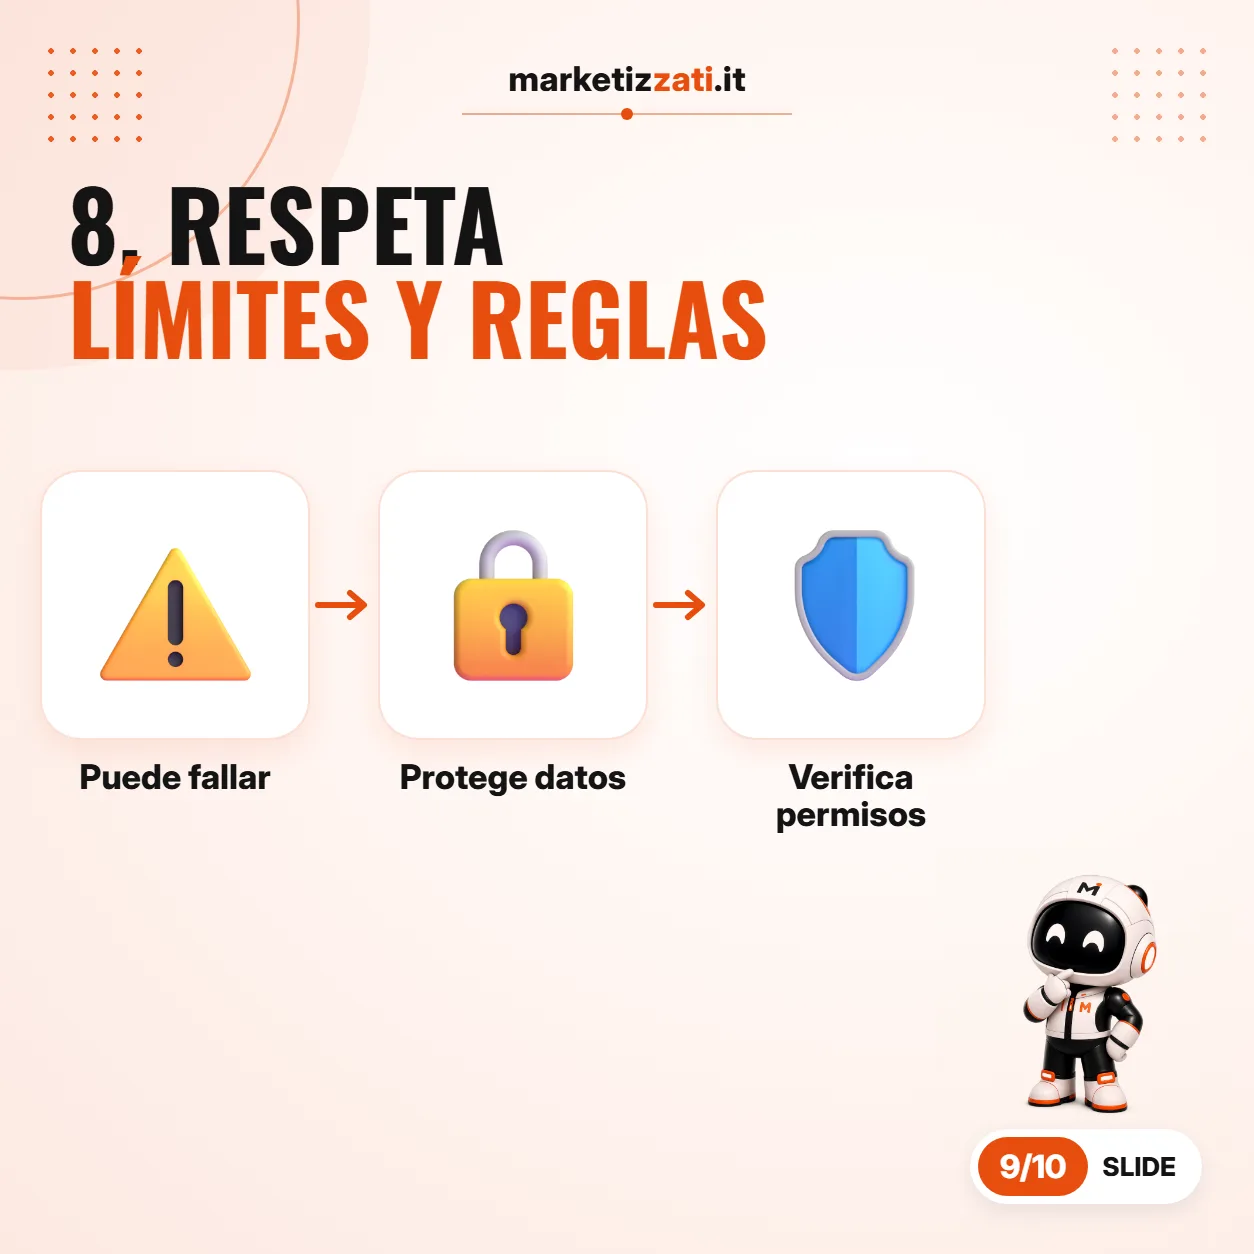 marketizzati.it
8. RESPETA
LÍMITES Y REGLAS
Puede fallar
Protege datos
Verifica
permisos
M
M
9/10 SLIDE